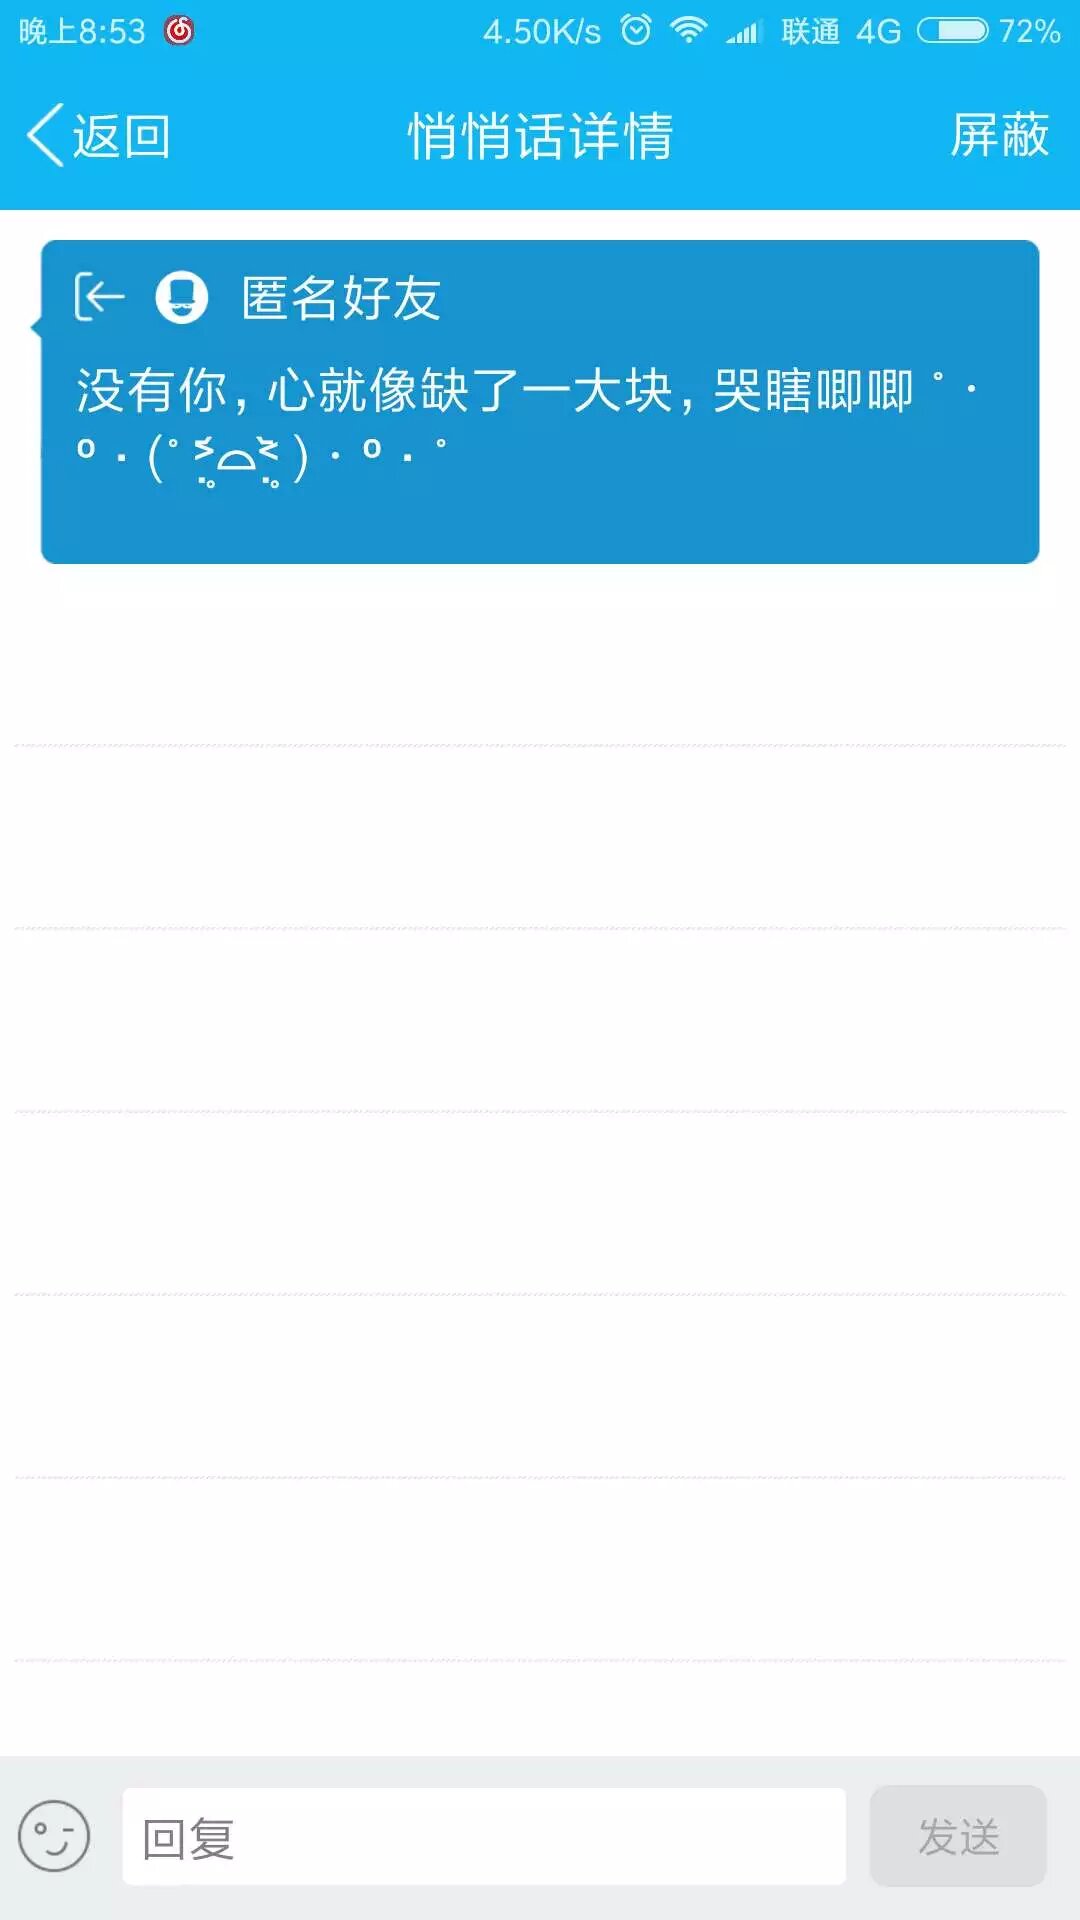 晚上8:53 4.50K/s 联通 4G 72%
返回 悄悄话详情 屏蔽
匿名好友
没有你,心就像缺了一大块,哭瞎唧唧 ﾟ·
º·(ﾟ˃̣̣̥᷄⌓˂̣̣̥᷅ )·º·ﾟ
回复 发送